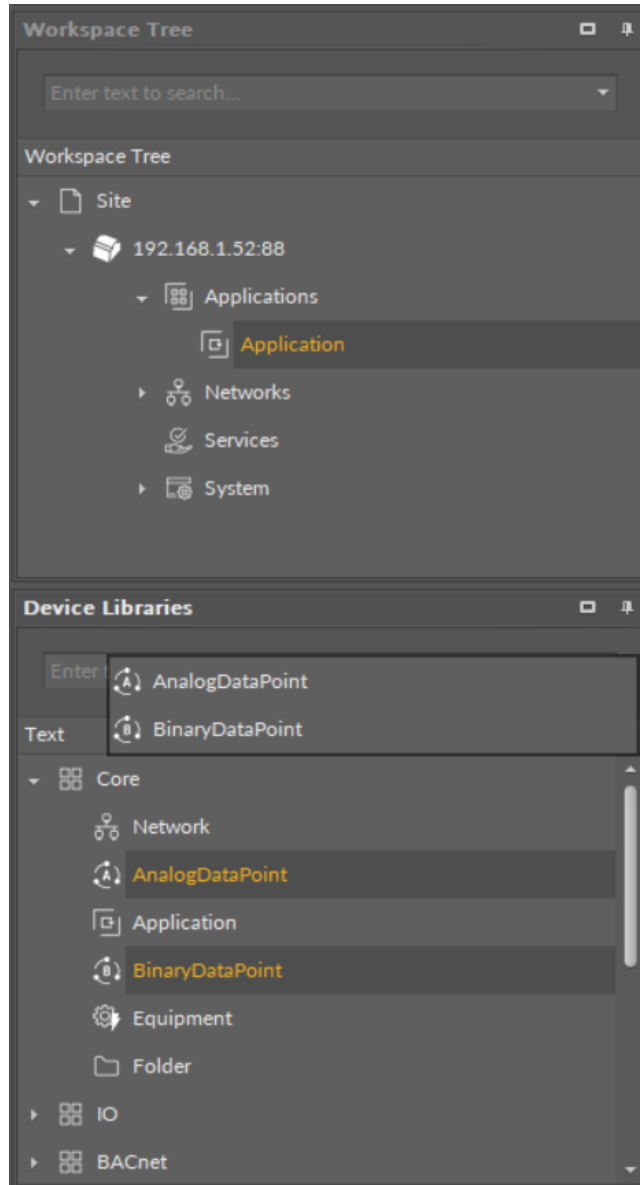 Workspace Tree
Enter text to search...
Workspace Tree
Site
192.168.1.52:88
Applications
Application
Networks
Services
System
Device Libraries
Enter
AnalogDataPoint
BinaryDataPoint
Text
Core
Network
AnalogDataPoint
Application
BinaryDataPoint
Equipment
Folder
IO
BACnet